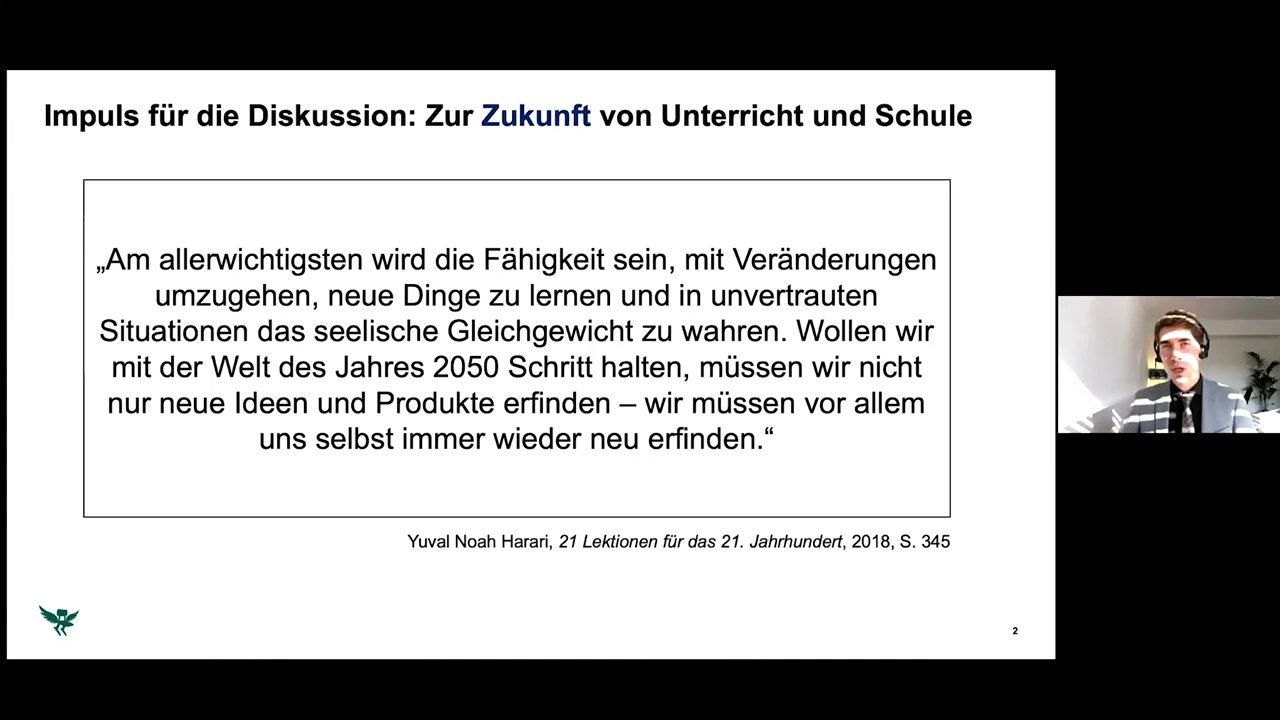 Impuls für die Diskussion: Zur Zukunft von Unterricht und Schule
„Am allerwichtigsten wird die Fähigkeit sein, mit Veränderungen
umzugehen, neue Dinge zu lernen und in unvertrauten
Situationen das seelische Gleichgewicht zu wahren. Wollen wir
mit der Welt des Jahres 2050 Schritt halten, müssen wir nicht
nur neue Ideen und Produkte erfinden – wir müssen vor allem
uns selbst immer wieder neu erfinden.“
Yuval Noah Harari, 21 Lektionen für das 21. Jahrhundert, 2018, S. 345
2